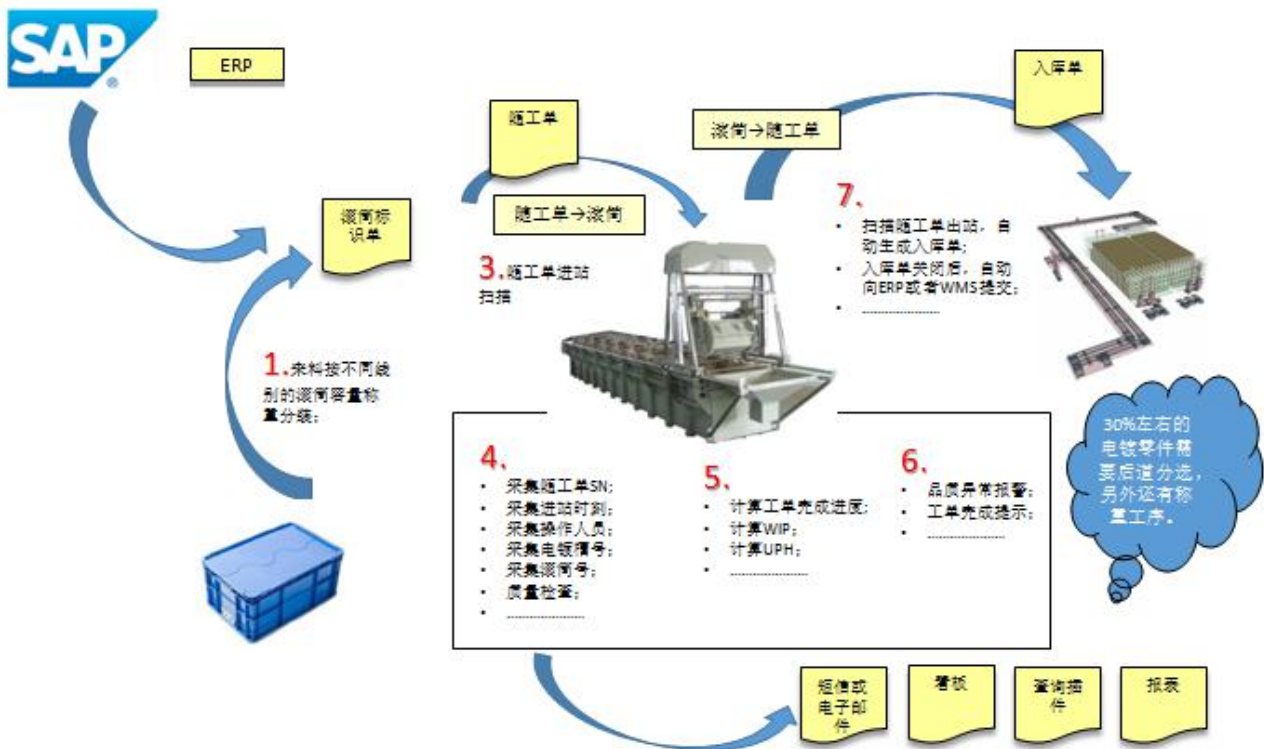 SAP
®
ERP
滚筒标
识单
1.来料按不同线
别的滚筒容量称
重分装;
随工单
随工单→滚筒
3.随工单进站
扫描
滚筒→随工单
入库单
7.
• 扫描随工单出站，自
动生成入库单;
• 入库单关闭后，自动
向ERP或者WMS提交;
• ....................
4.
• 采集随工单SN;
• 采集进站时刻;
• 采集操作人员;
• 采集电镀槽号;
• 采集滚筒号;
• 质量检查;
• ....................
5.
• 计算工单完成进度;
• 计算WIP;
• 计算UPH;
• ....................
6.
• 品质异常报警;
• 工单完成提示;
• ....................
30%左右的
电镀零件需
要后道分选，
另外还有称
重工序。
短信或
电子邮
件
看板
查询插
件
报表